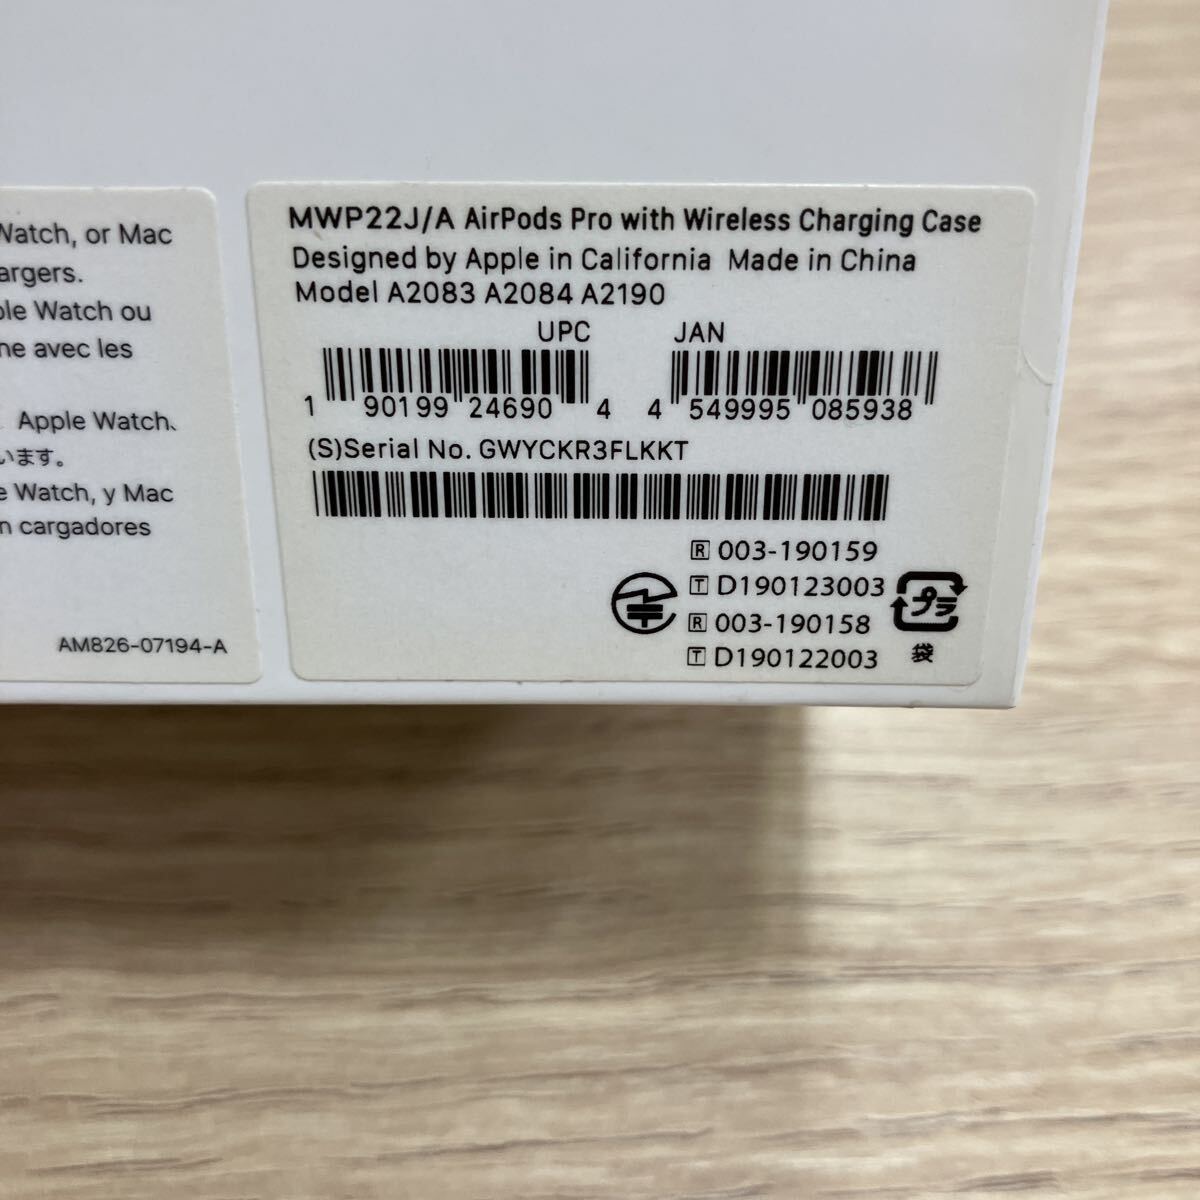 Watch, or Mac
argers.
ple Watch ou
ne avec les
Apple Watch、
います。
e Watch, y Mac
n cargadores
AM826-07194-A
MWP22J/A AirPods Pro with Wireless Charging Case
Designed by Apple in California Made in China
Model A2083 A2084 A2190
UPC JAN
1 90199 24690 4 4 549995 085938
(S)Serial No. GWYCKR3FLKKT
R 003-190159
T D190123003
R 003-190158
T D190122003
プラ
袋